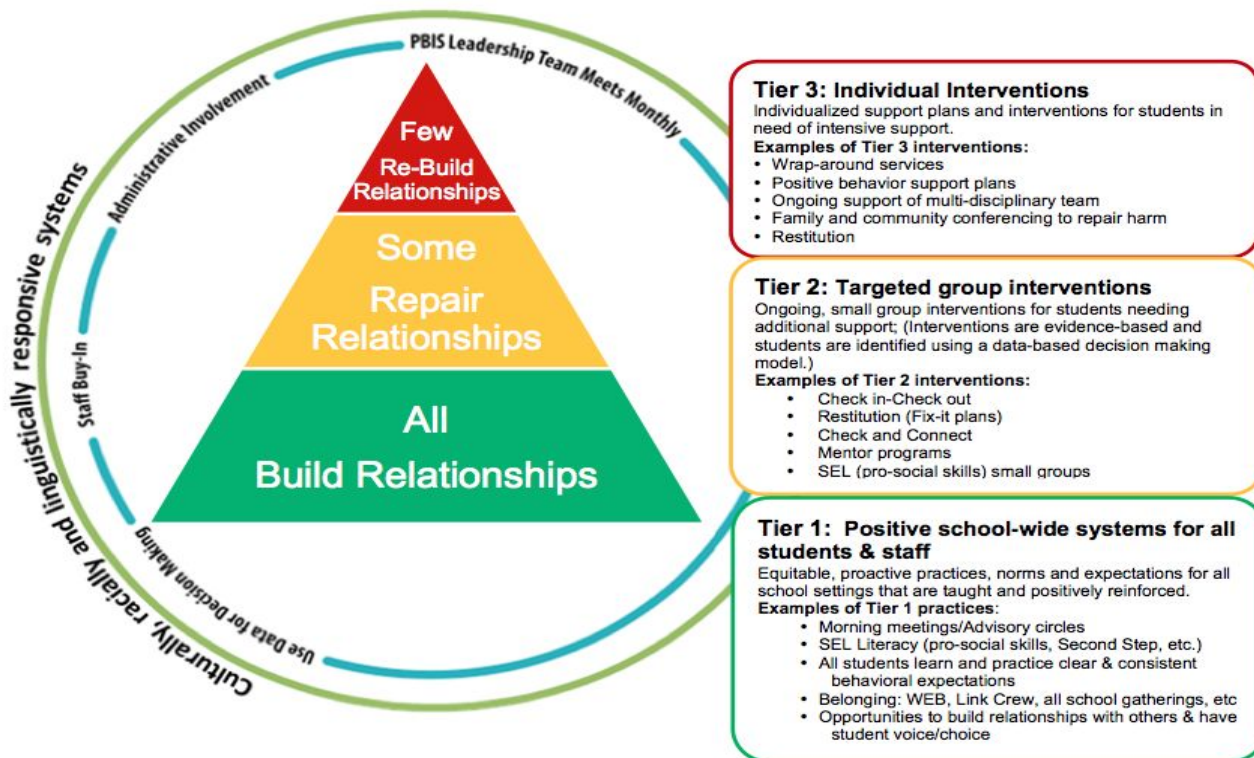 PBIS Leadership Team Meets Monthly
Administrative Involvement
Staff Buy-In
Use Data for Decision Making
Culturally, racially and linguistically responsive systems
Few
Re-Build
Relationships
Some
Repair
Relationships
All
Build Relationships
Tier 3: Individual Interventions
Individualized support plans and interventions for students in
need of intensive support.
Examples of Tier 3 interventions:
• Wrap-around services
• Positive behavior support plans
• Ongoing support of multi-disciplinary team
• Family and community conferencing to repair harm
• Restitution
Tier 2: Targeted group interventions
Ongoing, small group interventions for students needing
additional support; (Interventions are evidence-based and
students are identified using a data-based decision making
model.)
Examples of Tier 2 interventions:
• Check in-Check out
• Restitution (Fix-it plans)
• Check and Connect
• Mentor programs
• SEL (pro-social skills) small groups
Tier 1: Positive school-wide systems for all
students & staff
Equitable, proactive practices, norms and expectations for all
school settings that are taught and positively reinforced.
Examples of Tier 1 practices:
• Morning meetings/Advisory circles
• SEL Literacy (pro-social skills, Second Step, etc.)
• All students learn and practice clear & consistent
behavioral expectations
• Belonging: WEB, Link Crew, all school gatherings, etc
• Opportunities to build relationships with others & have
student voice/choice